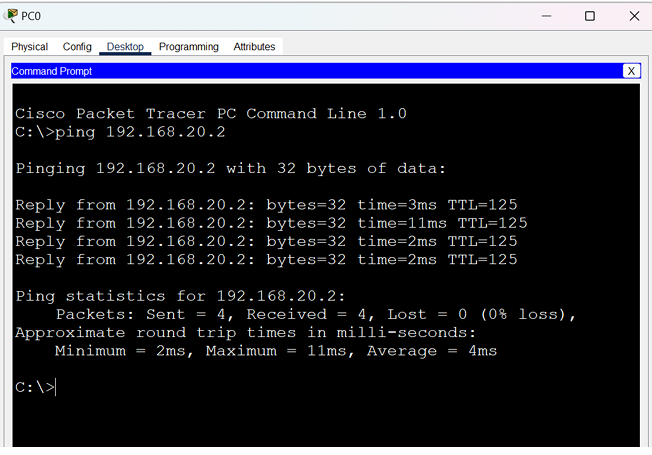 PC0
Physical Config Desktop Programming Attributes
Command Prompt
X
Cisco Packet Tracer PC Command Line 1.0
C:\>ping 192.168.20.2
Pinging 192.168.20.2 with 32 bytes of data:
Reply from 192.168.20.2: bytes=32 time=3ms TTL=125
Reply from 192.168.20.2: bytes=32 time=11ms TTL=125
Reply from 192.168.20.2: bytes=32 time=2ms TTL=125
Reply from 192.168.20.2: bytes=32 time=2ms TTL=125
Ping statistics for 192.168.20.2:
Packets: Sent = 4, Received = 4, Lost = 0 (0% loss),
Approximate round trip times in milli-seconds:
Minimum = 2ms, Maximum = 11ms, Average = 4ms
C:\>